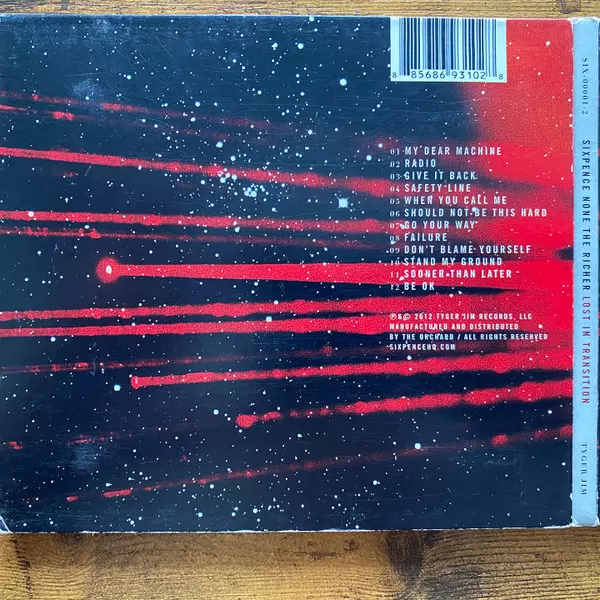 8 85686 93102 8
01 MY DEAR MACHINE
02 RADIO
03 GIVE IT BACK
04 SAFETY LINE
05 WHEN YOU CALL ME
06 SHOULD NOT BE THIS HARD
07 GO YOUR WAY
08 FAILURE
09 DON'T BLAME YOURSELF
10 STAND MY GROUND
11 SOONER THAN LATER
12 BE OK
℗&© 2012 TYGER JIM RECORDS, LLC
MANUFACTURED AND DISTRIBUTED
BY THE ORCHARD / ALL RIGHTS RESERVED
SIXPENCEHQ.COM
SIX-00001-2 SIXPENCE NONE THE RICHER LOST IN TRANSITION TYGER JIM